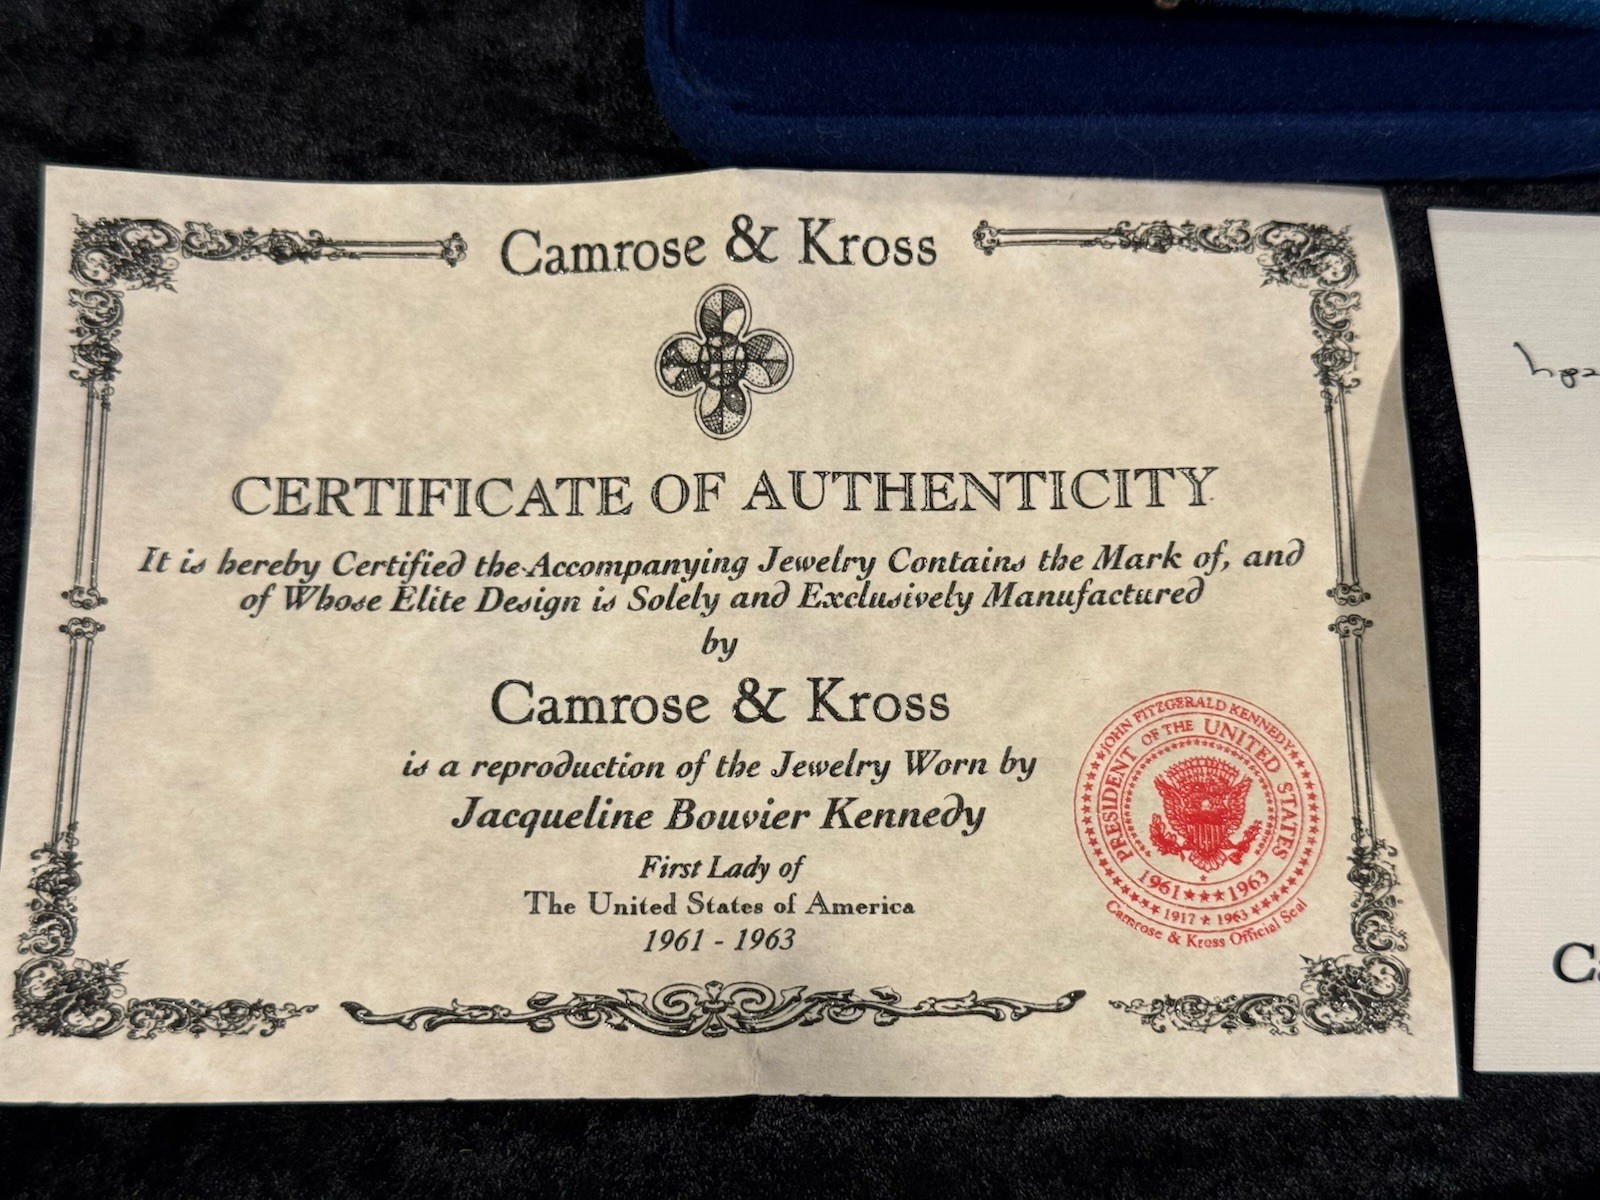 Camrose & Kross
CERTIFICATE OF AUTHENTICITY
It is hereby Certified the Accompanying Jewelry Contains the Mark of, and
of Whose Elite Design is Solely and Exclusively Manufactured
by
Camrose & Kross
is a reproduction of the Jewelry Worn by
Jacqueline Bouvier Kennedy
First Lady of
The United States of America
1961 - 1963
JOHN FITZGERALD KENNEDY
PRESIDENT OF THE UNITED STATES
1961 ★★★ 1963
1917 ★ 1963
Camrose & Kross Official Seal